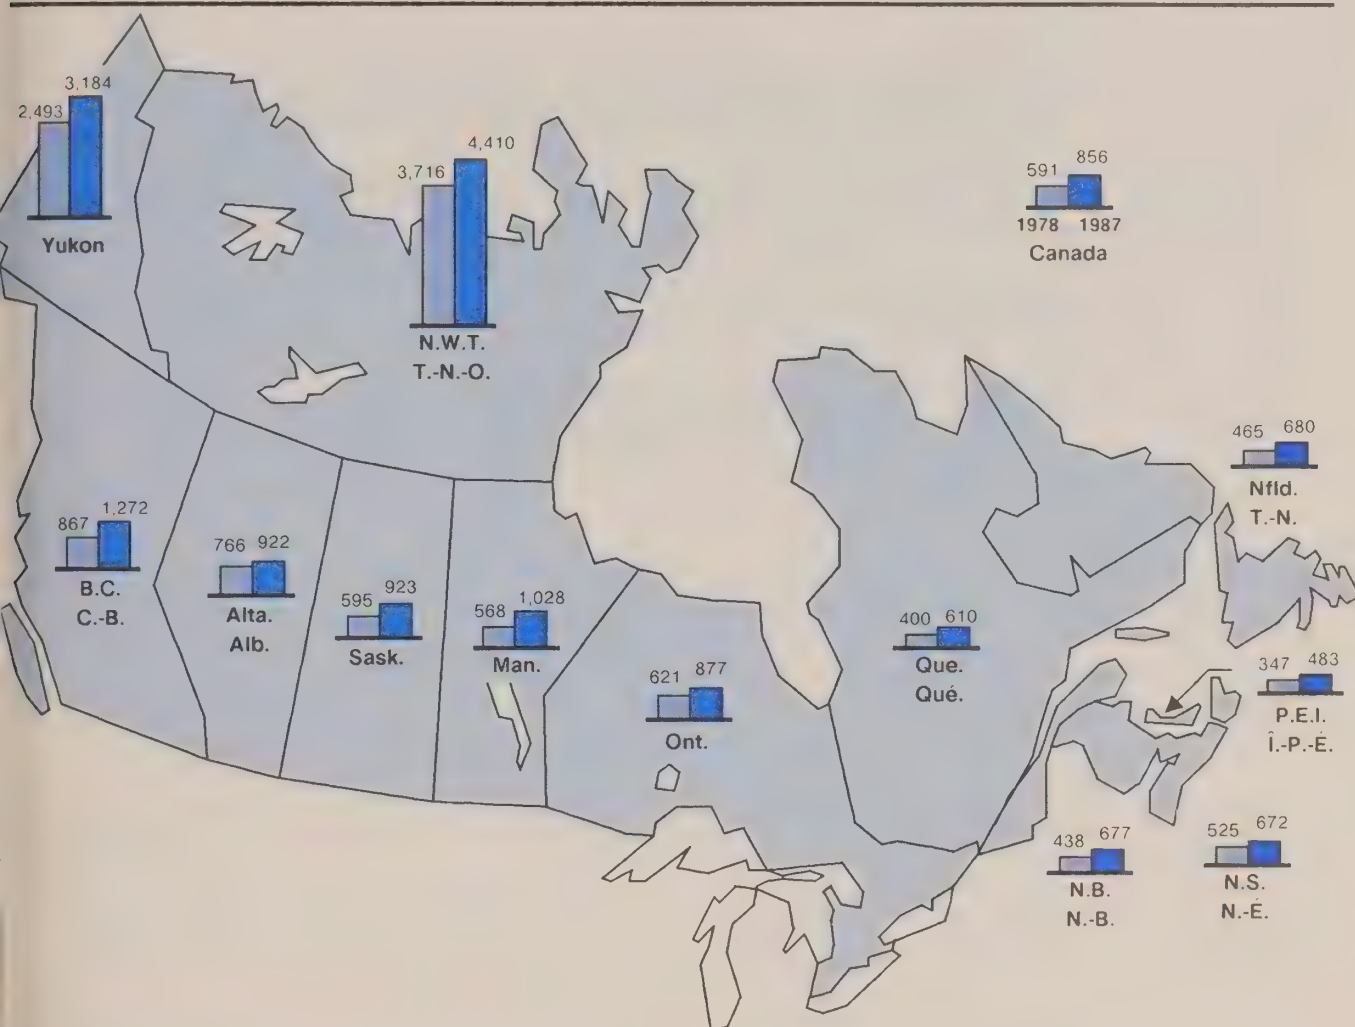 2,493 3,184
Yukon
3,716 4,410
N.W.T.
T.-N.-O.
591 856
1978 1987
Canada
465 680
Nfld.
T.-N.
867 1,272
B.C.
C.-B.
766 922
Alta.
Alb.
595 923
Sask.
568 1,028
Man.
621 877
Ont.
400 610
Que.
Qué.
347 483
P.E.I.
Î.-P.-É.
438 677
N.B.
N.-B.
525 672
N.S.
N.-É.